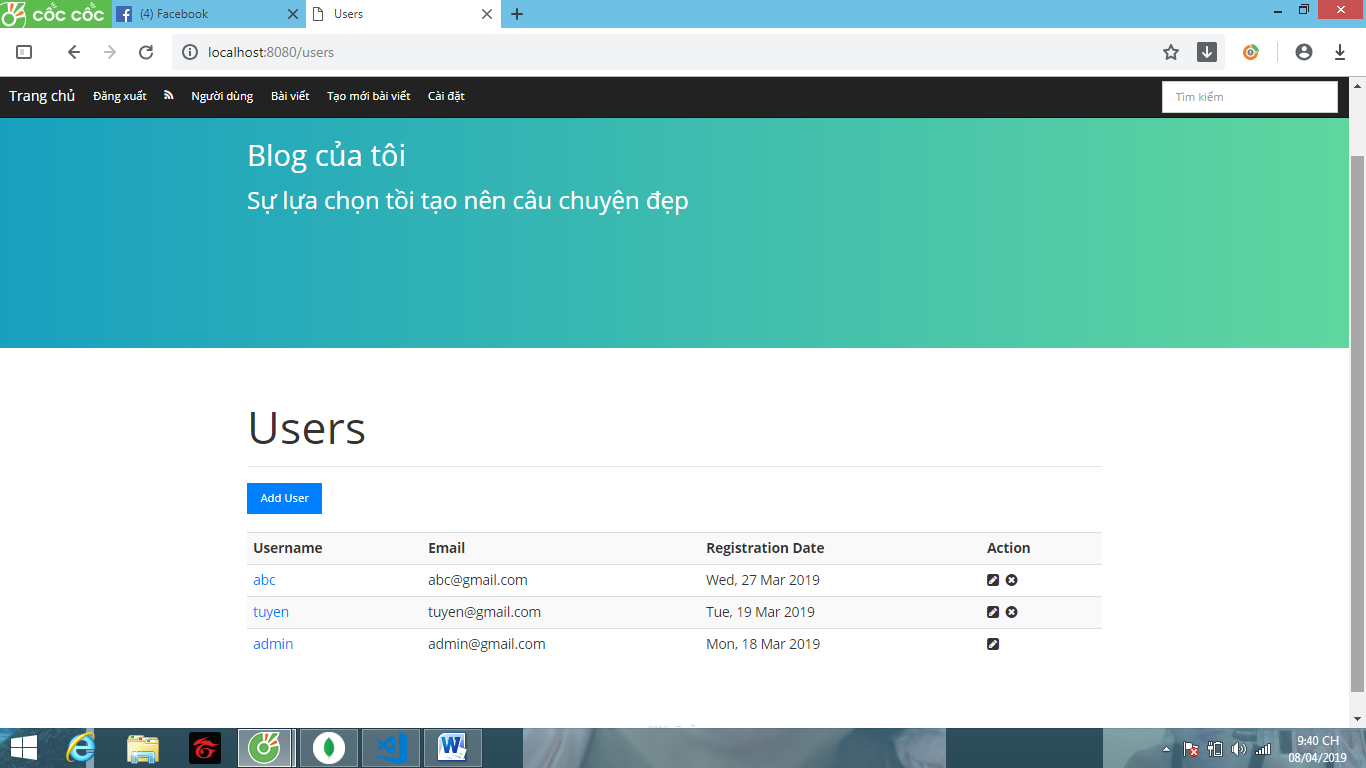 cốc cốc
(4) Facebook
Users
localhost:8080/users
Trang chủ Đăng xuất Người dùng Bài viết Tạo mới bài viết Cài đặt Tìm kiếm
Blog của tôi
Sự lựa chọn tồi tạo nên câu chuyện đẹp
Users
Add User
Username Email Registration Date Action
abc abc@gmail.com Wed, 27 Mar 2019
tuyen tuyen@gmail.com Tue, 19 Mar 2019
admin admin@gmail.com Mon, 18 Mar 2019
9:40 CH
08/04/2019